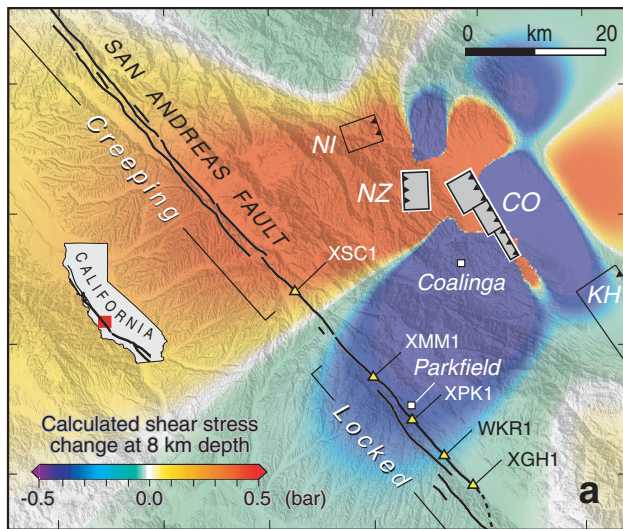 0 km 20
SAN ANDREAS FAULT
Creeping
NI
NZ
CO
XSC1
Coalinga
KH
CALIFORNIA
XMM1
Parkfield
XPK1
Locked
WKR1
XGH1
Calculated shear stress
change at 8 km depth
-0.5 0.0 0.5 (bar)
a